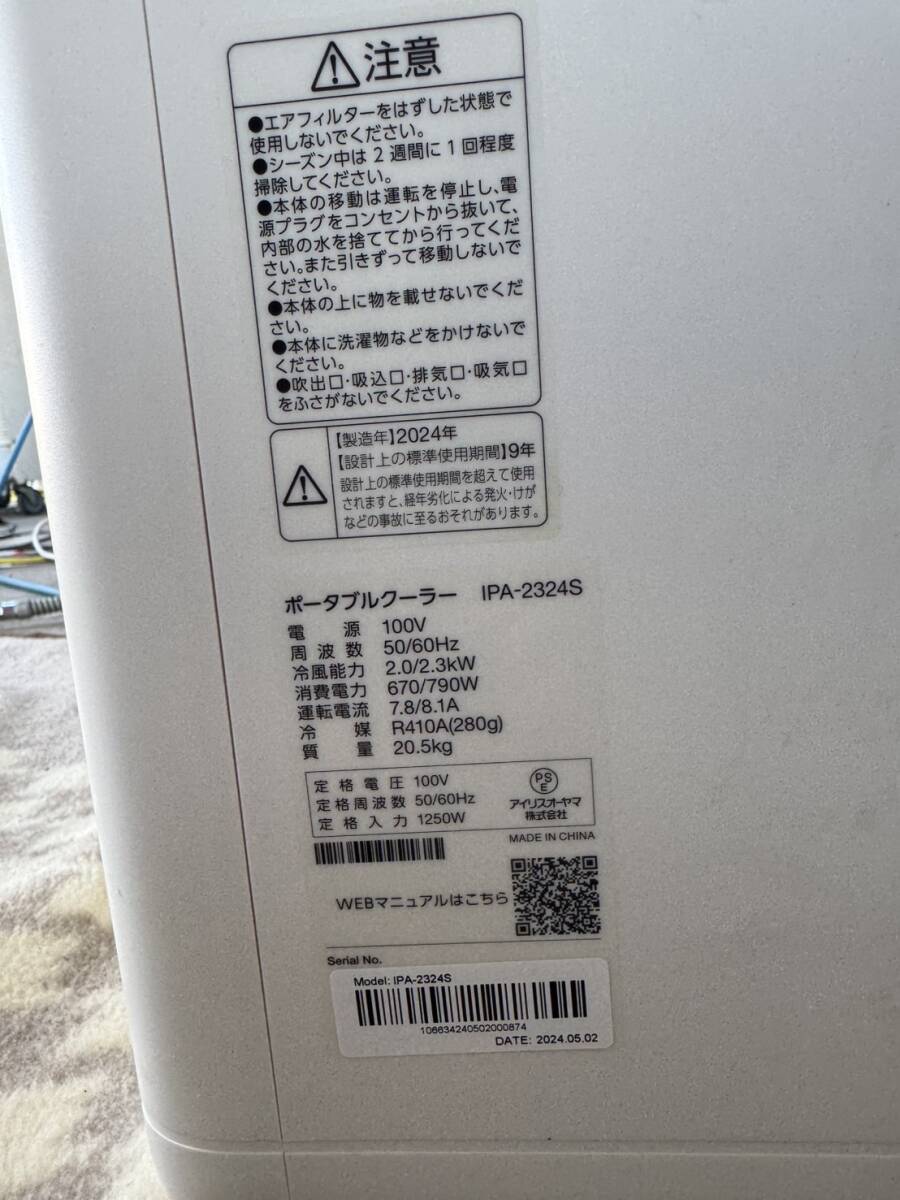 注意
●エアフィルターをはずした状態で
使用しないでください。
●シーズン中は2週間に1回程度
掃除してください。
●本体の移動は運転を停止し、電
源プラグをコンセントから抜いて、
内部の水を捨ててから行ってくだ
さい。また引きずって移動しないで
ください。
●本体の上に物を載せないでくだ
さい。
●本体に洗濯物などをかけないで
ください。
●吹出口・吸込口・排気口・吸気口
をふさがないでください。
【製造年】2024年
【設計上の標準使用期間】9年
設計上の標準使用期間を超えて使用
されますと、経年劣化による発火・けが
などの事故に至るおそれがあります。
ポータブルクーラー IPA-2324S
電源 100V
周波数 50/60Hz
冷風能力 2.0/2.3kW
消費電力 670/790W
運転電流 7.8/8.1A
冷媒 R410A(280g)
質量 20.5kg
定格電圧 100V
定格周波数 50/60Hz
定格入力 1250W
PS
E
アイリスオーヤマ
株式会社
MADE IN CHINA
WEBマニュアルはこちら
Serial No.
Model: IPA-2324S
106634240502000874
DATE: 2024.05.02